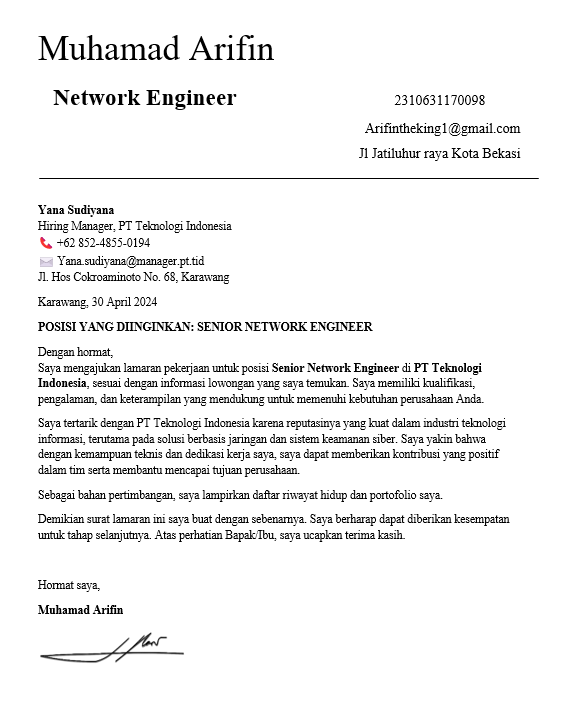 Muhamad Arifin
Network Engineer
2310631170098
Arifintheking1@gmail.com
Jl Jatiluhur raya Kota Bekasi
Yana Sudiyana
Hiring Manager, PT Teknologi Indonesia
+62 852-4855-0194
Yana.sudiyana@manager.pt.tid
Jl. Hos Cokroaminoto No. 68, Karawang
Karawang, 30 April 2024
POSISI YANG DIINGINKAN: SENIOR NETWORK ENGINEER
Dengan hormat,
Saya mengajukan lamaran pekerjaan untuk posisi Senior Network Engineer di PT Teknologi
Indonesia, sesuai dengan informasi lowongan yang saya temukan. Saya memiliki kualifikasi,
pengalaman, dan keterampilan yang mendukung untuk memenuhi kebutuhan perusahaan Anda.
Saya tertarik dengan PT Teknologi Indonesia karena reputasinya yang kuat dalam industri teknologi
informasi, terutama pada solusi berbasis jaringan dan sistem keamanan siber. Saya yakin bahwa
dengan kemampuan teknis dan dedikasi kerja saya, saya dapat memberikan kontribusi yang positif
dalam tim serta membantu mencapai tujuan perusahaan.
Sebagai bahan pertimbangan, saya lampirkan daftar riwayat hidup dan portofolio saya.
Demikian surat lamaran ini saya buat dengan sebenarnya. Saya berharap dapat diberikan kesempatan
untuk tahap selanjutnya. Atas perhatian Bapak/Ibu, saya ucapkan terima kasih.
Hormat saya,
Muhamad Arifin